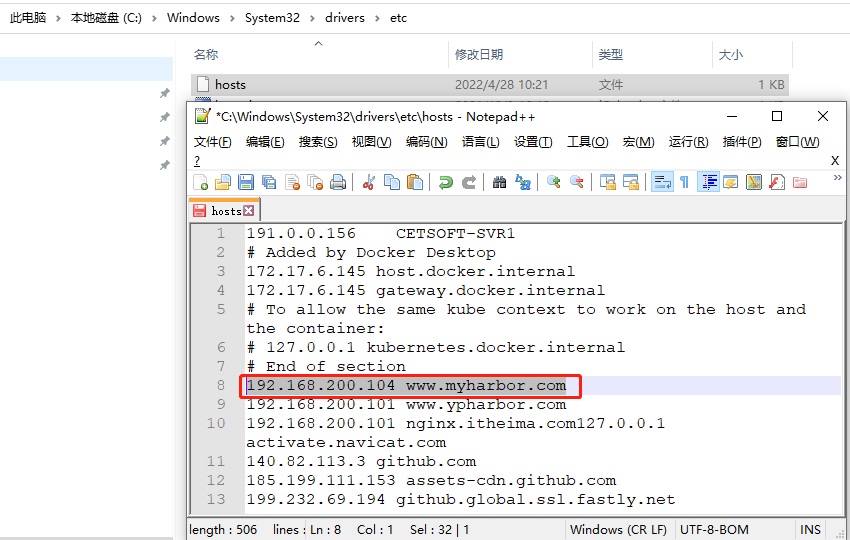 此电脑 > 本地磁盘 (C:) > Windows > System32 > drivers > etc
名称 修改日期 类型 大小
hosts 2022/4/28 10:21 文件 1 KB
*C:\Windows\System32\drivers\etc\hosts - Notepad++
文件(F) 编辑(E) 搜索(S) 视图(V) 编码(N) 语言(L) 设置(T) 工具(O) 宏(M) 运行(R) 插件(P) 窗口(W)
? X
hosts
1 191.0.0.156 CETSOFT-SVR1
2 # Added by Docker Desktop
3 172.17.6.145 host.docker.internal
4 172.17.6.145 gateway.docker.internal
5 # To allow the same kube context to work on the host and
the container:
6 # 127.0.0.1 kubernetes.docker.internal
7 # End of section
8 192.168.200.104 www.myharbor.com
9 192.168.200.101 www.ypharbor.com
10 192.168.200.101 nginx.itheima.com127.0.0.1
activate.navicat.com
11 140.82.113.3 github.com
12 185.199.111.153 assets-cdn.github.com
13 199.232.69.194 github.global.ssl.fastly.net
length : 506 lines : Ln : 8 Col : 1 Sel : 32 | 1 Windows (CR LF) UTF-8-BOM INS